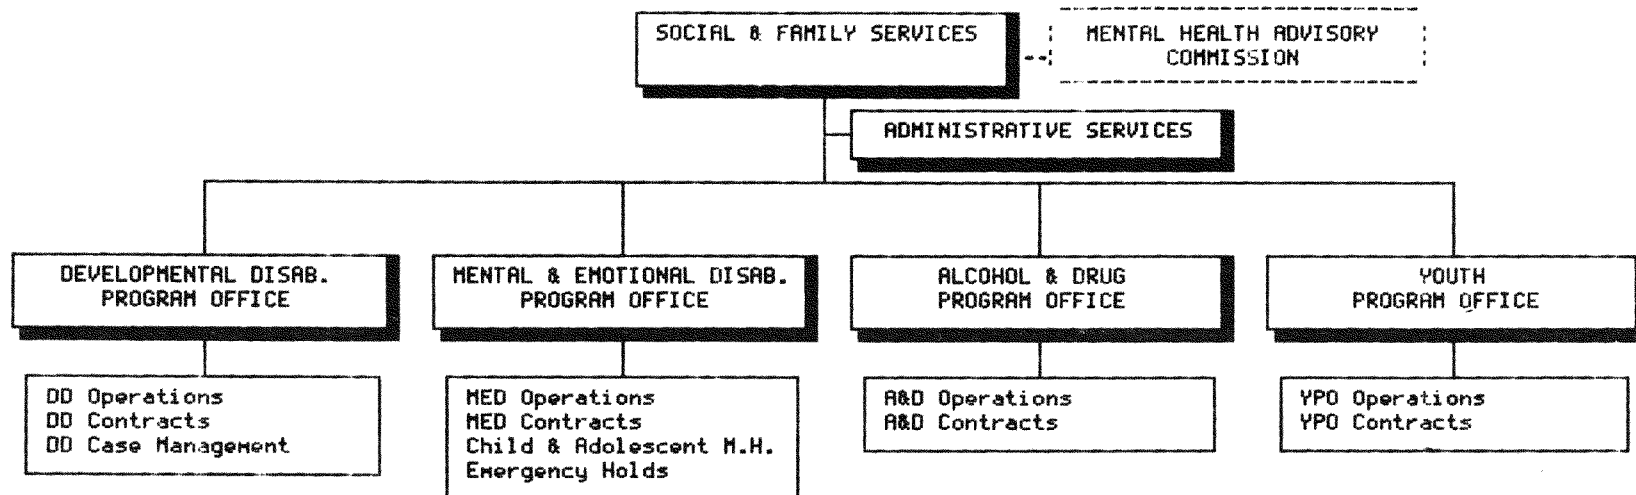 SOCIAL & FAMILY SERVICES
MENTAL HEALTH ADVISORY
COMMISSION
ADMINISTRATIVE SERVICES
DEVELOPMENTAL DISAB.
PROGRAM OFFICE
MENTAL & EMOTIONAL DISAB.
PROGRAM OFFICE
ALCOHOL & DRUG
PROGRAM OFFICE
YOUTH
PROGRAM OFFICE
DD Operations
DD Contracts
DD Case Management
MED Operations
MED Contracts
Child & Adolescent M.H.
Emergency Holds
A&D Operations
A&D Contracts
YPO Operations
YPO Contracts